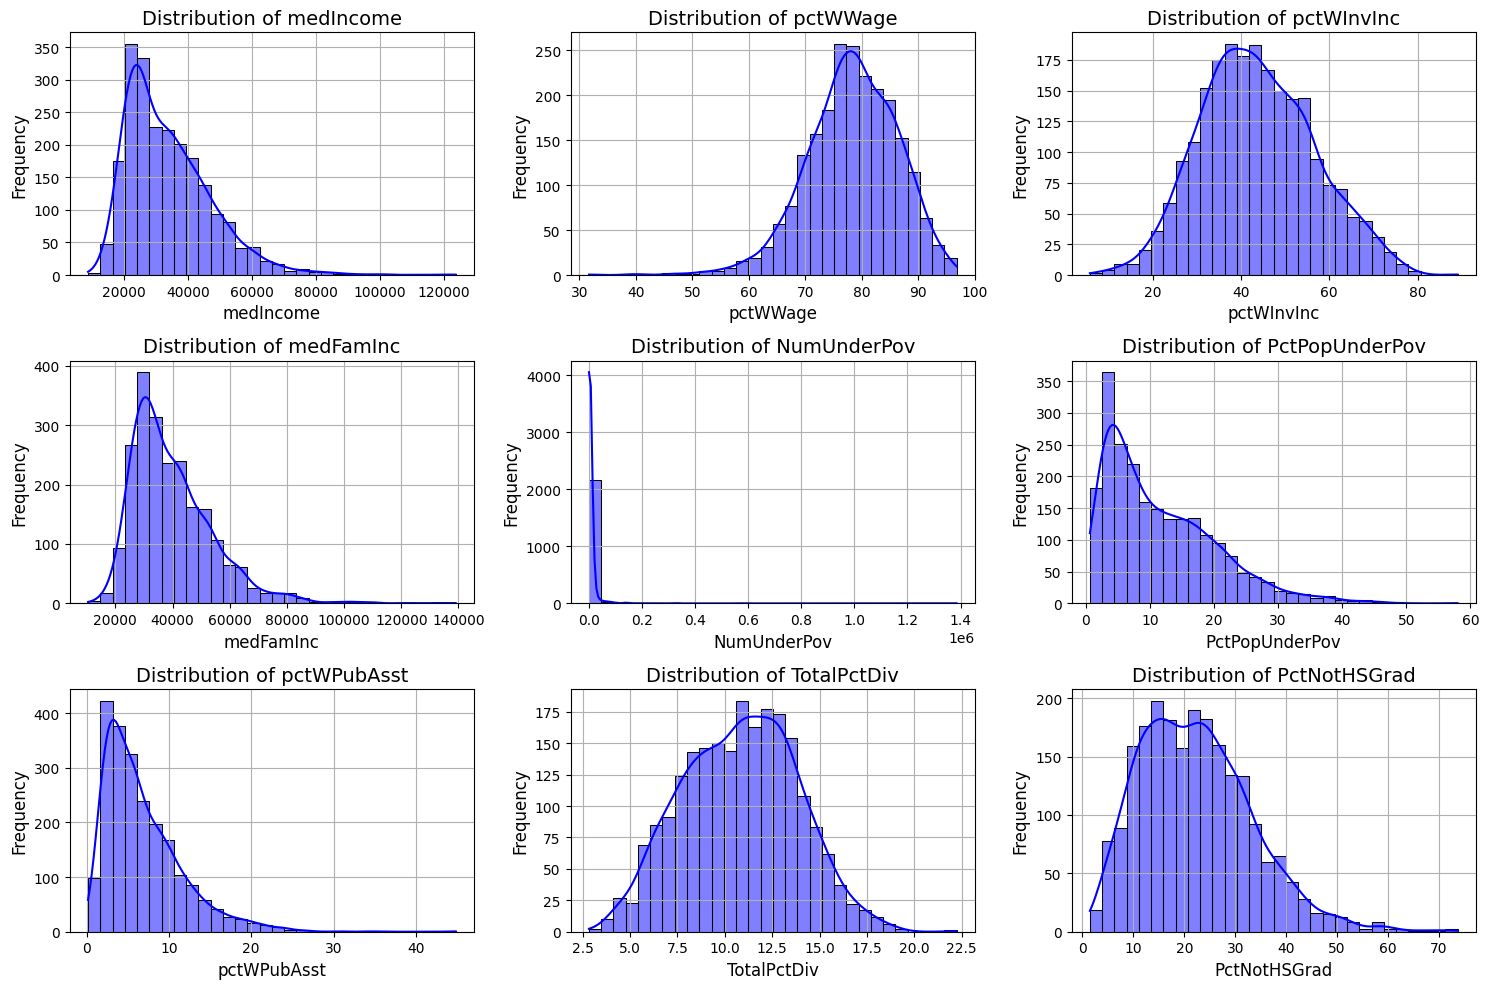 Distribution of medIncome
Frequency
350
300
250
200
150
100
50
0
20000 40000 60000 80000 100000 120000
medIncome
Distribution of pctWWage
Frequency
250
200
150
100
50
0
30 40 50 60 70 80 90 100
pctWWage
Distribution of pctWInvInc
Frequency
175
150
125
100
75
50
25
0
20 40 60 80
pctWInvInc
Distribution of medFamInc
Frequency
400
300
200
100
0
20000 40000 60000 80000 100000 120000 140000
medFamInc
Distribution of NumUnderPov
Frequency
4000
3000
2000
1000
0
0.0 0.2 0.4 0.6 0.8 1.0 1.2 1.4
1e6
NumUnderPov
Distribution of PctPopUnderPov
Frequency
350
300
250
200
150
100
50
0
0 10 20 30 40 50 60
PctPopUnderPov
Distribution of pctWPubAsst
Frequency
400
300
200
100
0
0 10 20 30 40
pctWPubAsst
Distribution of TotalPctDiv
Frequency
175
150
125
100
75
50
25
0
2.5 5.0 7.5 10.0 12.5 15.0 17.5 20.0 22.5
TotalPctDiv
Distribution of PctNotHSGrad
Frequency
200
150
100
50
0
0 10 20 30 40 50 60 70
PctNotHSGrad